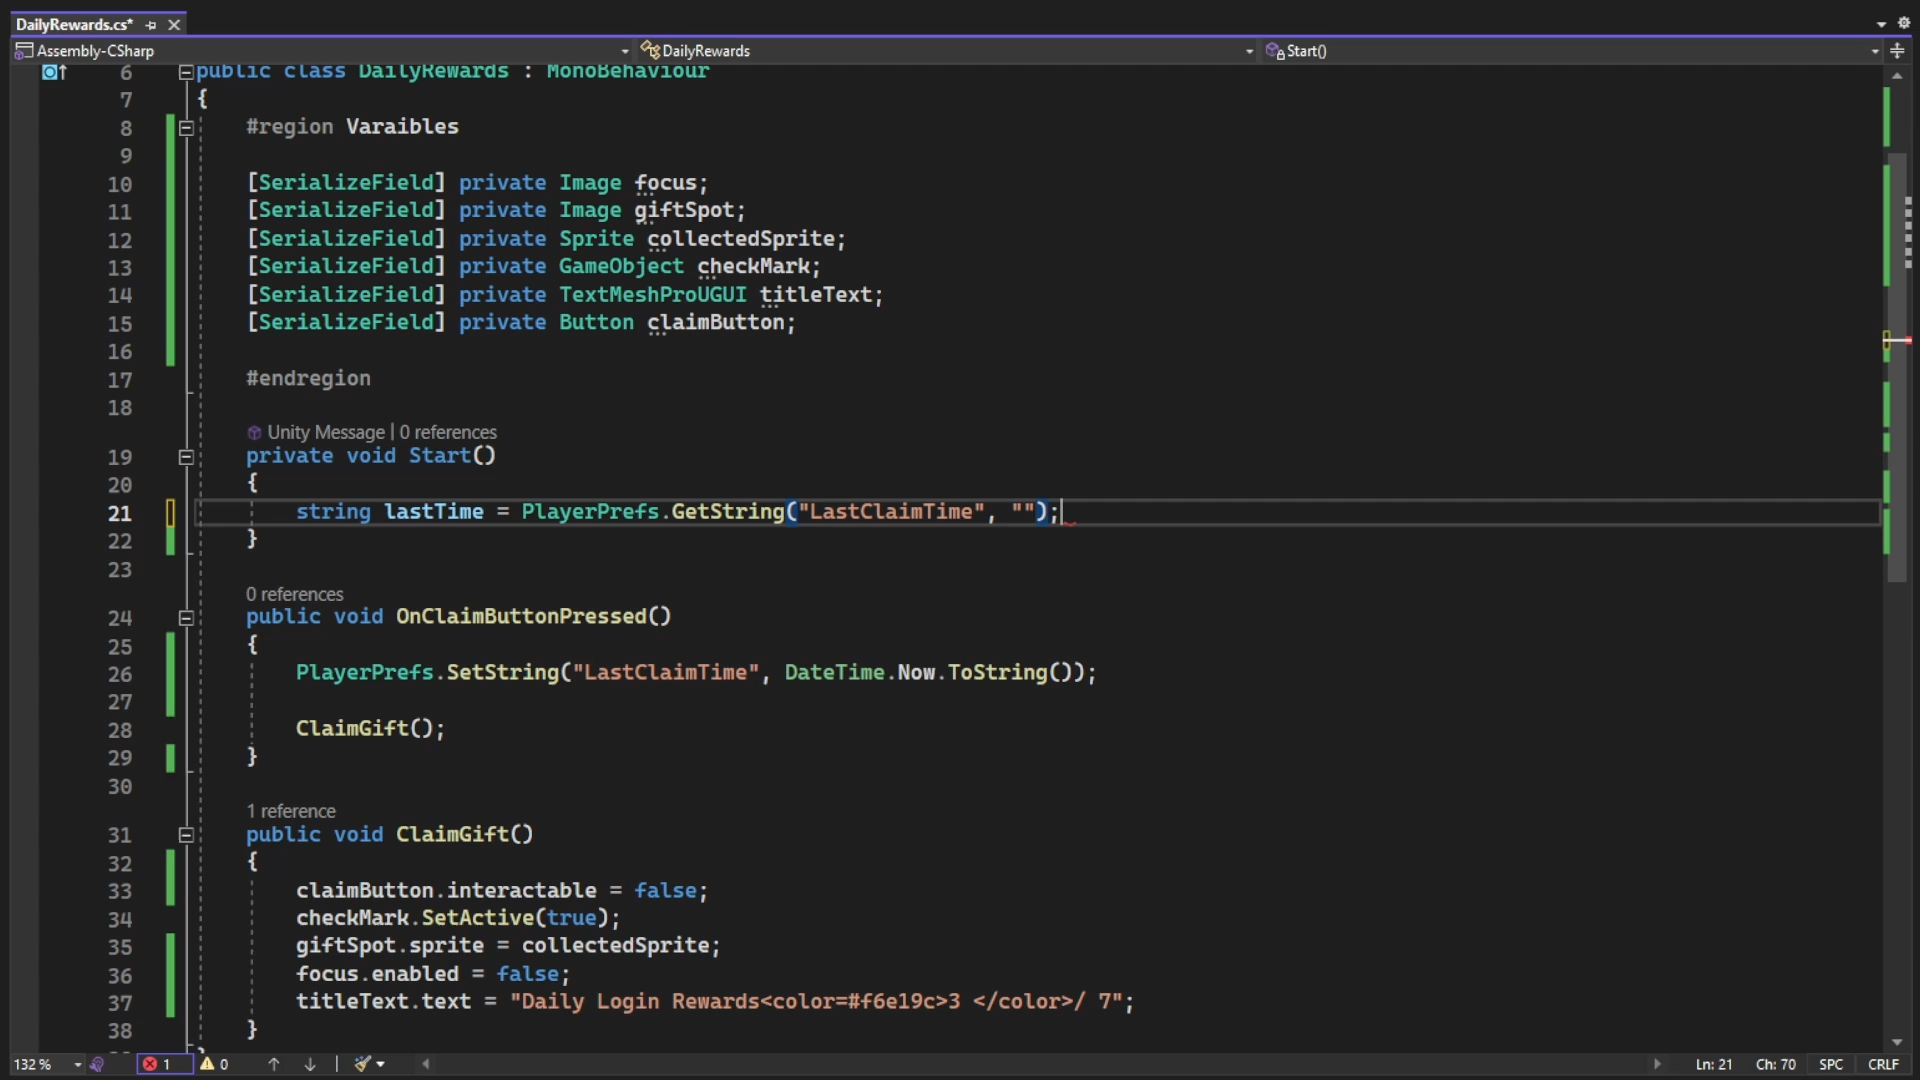 DailyRewards.cs*
Assembly-CSharp DailyRewards Start()
6 public class DailyRewards : MonoBehaviour
7 {
8 #region Varaibles
9
10 [SerializeField] private Image focus;
11 [SerializeField] private Image giftSpot;
12 [SerializeField] private Sprite collectedSprite;
13 [SerializeField] private GameObject checkMark;
14 [SerializeField] private TextMeshProUGUI titleText;
15 [SerializeField] private Button claimButton;
16
17 #endregion
18
Unity Message | 0 references
19 private void Start()
20 {
21 string lastTime = PlayerPrefs.GetString("LastClaimTime", "");
22 }
23
0 references
24 public void OnClaimButtonPressed()
25 {
26 PlayerPrefs.SetString("LastClaimTime", DateTime.Now.ToString());
27
28 ClaimGift();
29 }
30
1 reference
31 public void ClaimGift()
32 {
33 claimButton.interactable = false;
34 checkMark.SetActive(true);
35 giftSpot.sprite = collectedSprite;
36 focus.enabled = false;
37 titleText.text = "Daily Login Rewards<color=#f6e19c>3 </color>/ 7";
38 }
132 % 1 0 Ln: 21 Ch: 70 SPC CRLF